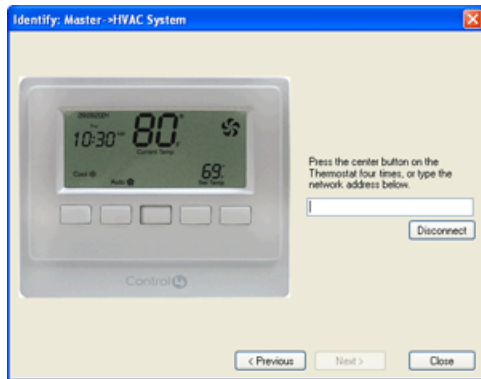 Identify: Master->HVAC System
Thu
10:30
80
Current Temp
Cool
Auto
69
Set Temp
Press the center button on the
Thermostat four times, or type the
network address below.
Disconnect
Control4
< Previous
Next >
Close